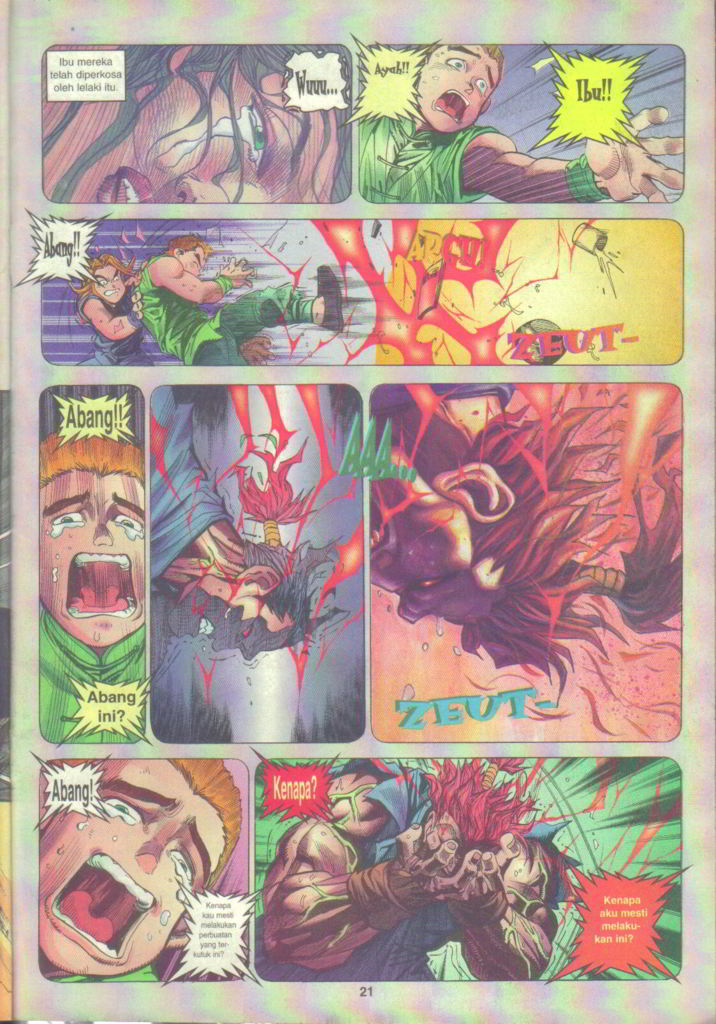 Ibu mereka
telah diperkosa
oleh lelaki itu.
Wuuu...
Ayah!!
Ibu!!
Abang!!
ZEUT-
Abang!!
Abang
ini?
AAA...
ZEUT-
Abang!
Kenapa
kau mesti
melakukan
perbuatan
yang ter-
kutuk ini?
Kenapa?
Kenapa
aku mesti
melaku-
kan ini?
21